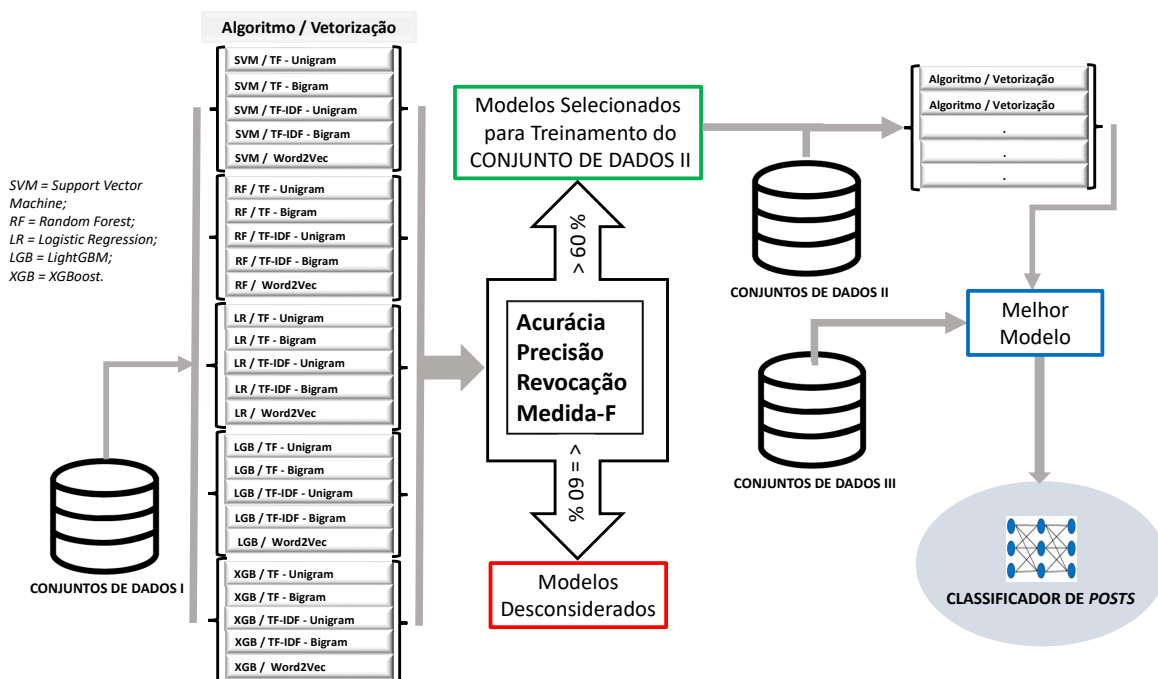 Algoritmo / Vetorização
SVM / TF - Unigram
SVM / TF - Bigram
SVM / TF-IDF - Unigram
SVM / TF-IDF - Bigram
SVM / Word2Vec
RF / TF - Unigram
RF / TF - Bigram
RF / TF-IDF - Unigram
RF / TF-IDF - Bigram
RF / Word2Vec
LR / TF - Unigram
LR / TF - Bigram
LR / TF-IDF - Unigram
LR / TF-IDF - Bigram
LR / Word2Vec
LGB / TF - Unigram
LGB / TF - Bigram
LGB / TF-IDF - Unigram
LGB / TF-IDF - Bigram
LGB / Word2Vec
XGB / TF - Unigram
XGB / TF - Bigram
XGB / TF-IDF - Unigram
XGB / TF-IDF - Bigram
XGB / Word2Vec
SVM = Support Vector
Machine;
RF = Random Forest;
LR = Logistic Regression;
LGB = LightGBM;
XGB = XGBoost.
CONJUNTOS DE DADOS I
Modelos Selecionados
para Treinamento do
CONJUNTO DE DADOS II
> 60 %
Acurácia
Precisão
Revocação
Medida-F
< = 60 %
Modelos
Desconsiderados
CONJUNTOS DE DADOS II
Algoritmo / Vetorização
Algoritmo / Vetorização
.
.
.
Melhor
Modelo
CONJUNTOS DE DADOS III
CLASSIFICADOR DE POSTS